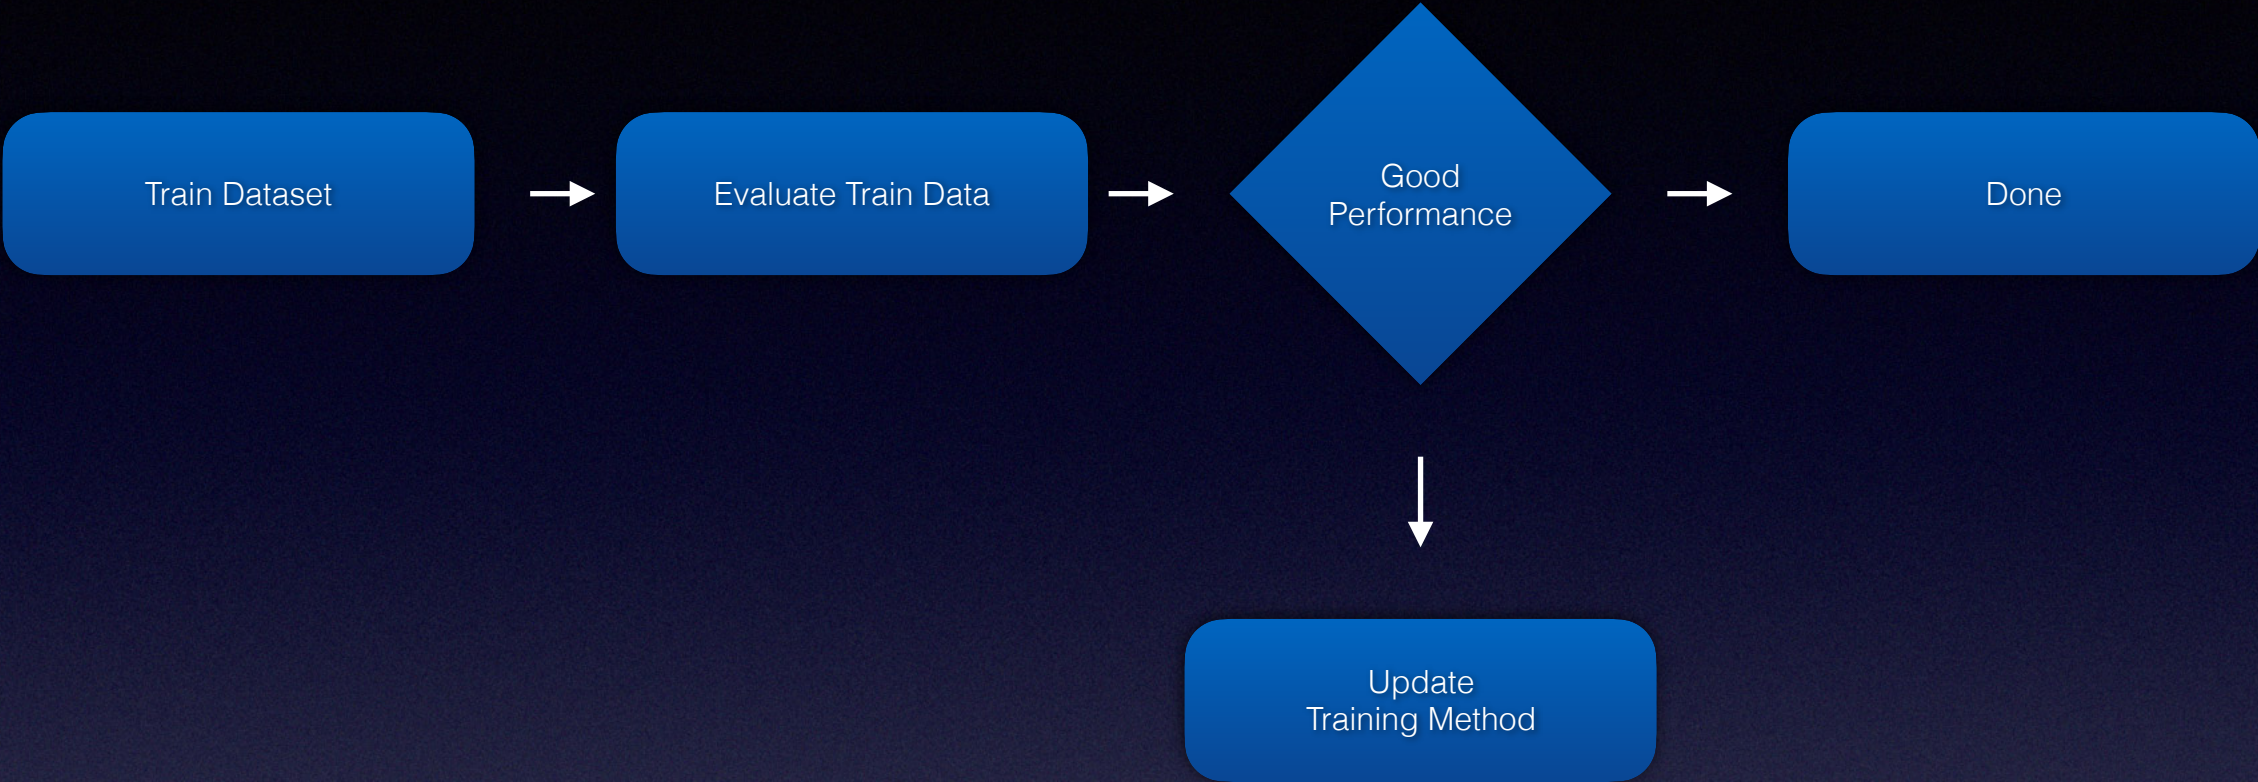 Train Dataset
Evaluate Train Data
Good
Performance
Done
Update
Training Method